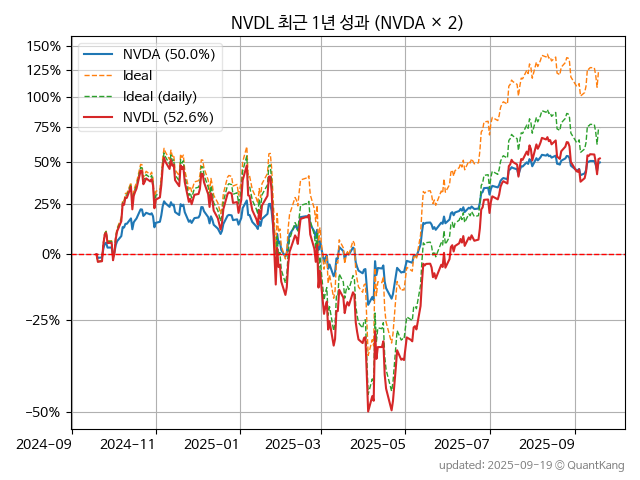 NVDL 최근 1년 성과 (NVDA × 2)
150%
125%
100%
75%
50%
25%
0%
−25%
−50%
NVDA (50.0%)
Ideal
Ideal (daily)
NVDL (52.6%)
2024-09
2024-11
2025-01
2025-03
2025-05
2025-07
2025-09
updated: 2025-09-19 © QuantKang